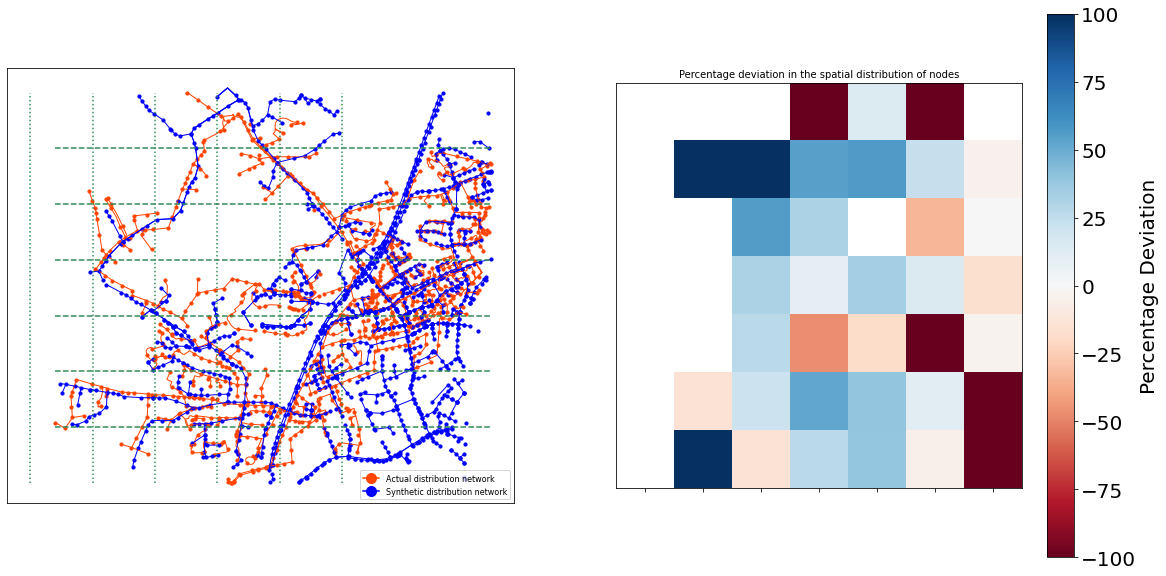 Percentage deviation in the spatial distribution of nodes
Actual distribution network
Synthetic distribution network
100
75
50
25
0
−25
−50
−75
−100
Percentage Deviation